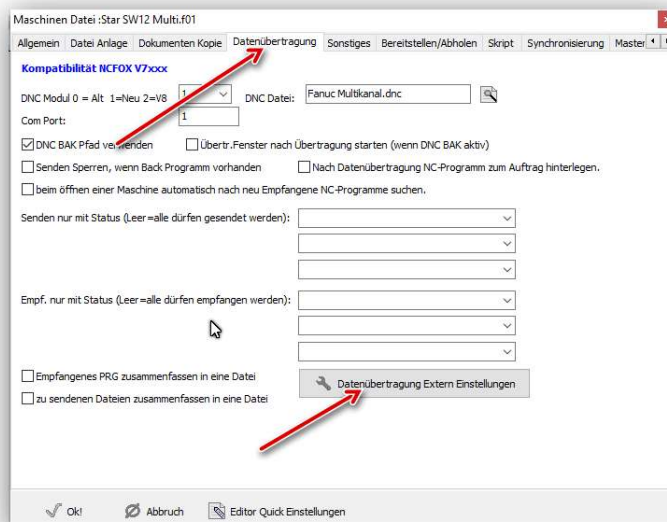 Maschinen Datei :Star SW12 Multi.f01
Allgemein Datei Anlage Dokumenten Kopie Datenübertragung Sonstiges Bereitstellen/Abholen Skript Synchronisierung Master
Kompatibilität NCFOX V7xxx
DNC Modul 0 = Alt 1=Neu 2=V8 1 DNC Datei: Fanuc Multikanal.dnc
Com Port: 1
DNC BAK Pfad verwenden Übertr.Fenster nach Übertragung starten (wenn DNC BAK aktiv)
Senden Sperren, wenn Back Programm vorhanden Nach Datenübertragung NC-Programm zum Auftrag hinterlegen.
beim öffnen einer Maschine automatisch nach neu Empfangene NC-Programme suchen.
Senden nur mit Status (Leer=alle dürfen gesendet werden):
Empf. nur mit Status (Leer=alle dürfen empfangen werden):
Empfangenes PRG zusammenfassen in eine Datei Datenübertragung Extern Einstellungen
zu sendenen Dateien zusammenfassen in eine Datei
Ok! Abbruch Editor Quick Einstellungen